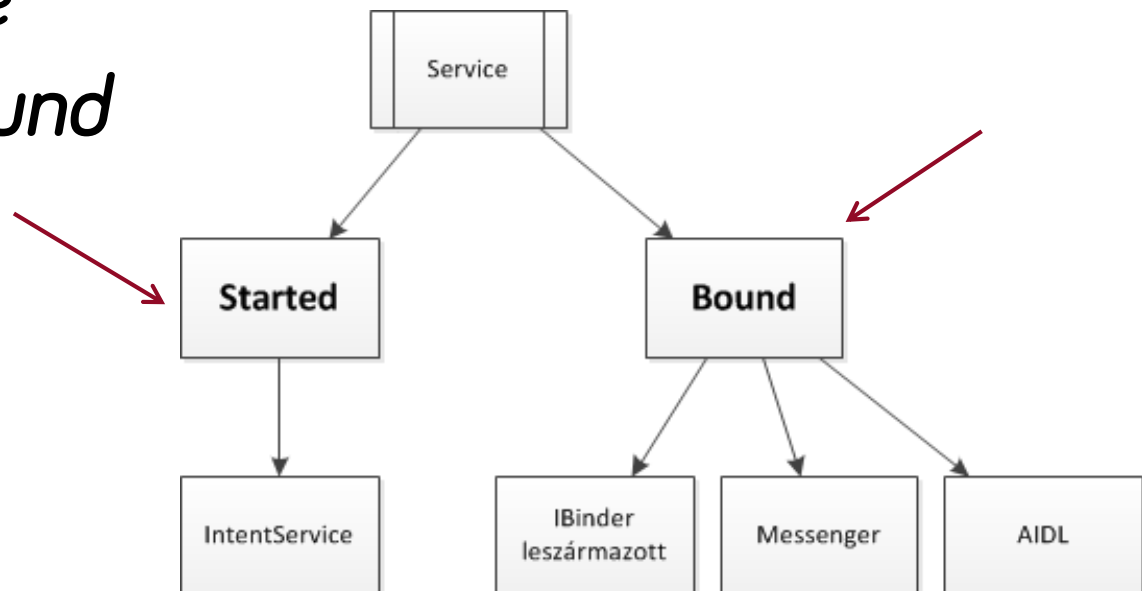 und
Service
Started
Bound
IntentService
IBinder
leszármazott
Messenger
AIDL